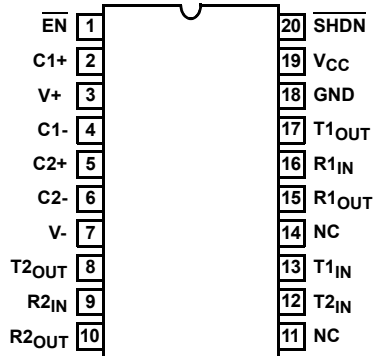 EN 1 20 SHDN
C1+ 2 19 VCC
V+ 3 18 GND
C1- 4 17 T1OUT
C2+ 5 16 R1IN
C2- 6 15 R1OUT
V- 7 14 NC
T2OUT 8 13 T1IN
R2IN 9 12 T2IN
R2OUT 10 11 NC